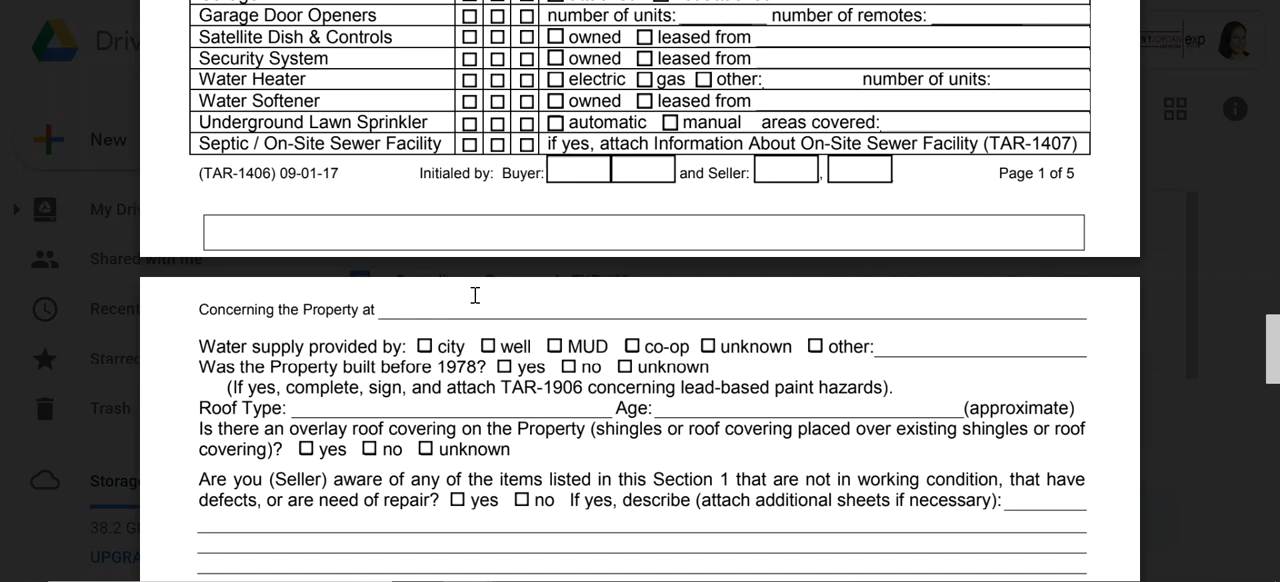 Garage Door Openers number of units: number of remotes:
Satellite Dish & Controls owned leased from
Security System owned leased from
Water Heater electric gas other: number of units:
Water Softener owned leased from
Underground Lawn Sprinkler automatic manual areas covered:
Septic / On-Site Sewer Facility if yes, attach Information About On-Site Sewer Facility (TAR-1407)
(TAR-1406) 09-01-17 Initialed by: Buyer: and Seller: , Page 1 of 5
Concerning the Property at
Water supply provided by: city well MUD co-op unknown other:
Was the Property built before 1978? yes no unknown
(If yes, complete, sign, and attach TAR-1906 concerning lead-based paint hazards).
Roof Type: Age: (approximate)
Is there an overlay roof covering on the Property (shingles or roof covering placed over existing shingles or roof
covering)? yes no unknown
Are you (Seller) aware of any of the items listed in this Section 1 that are not in working condition, that have
defects, or are need of repair? yes no If yes, describe (attach additional sheets if necessary):
Driv
New
My Driv
Shared with me
Recent
Starred
Trash
Storag
38.2 G
UPGRA
exp